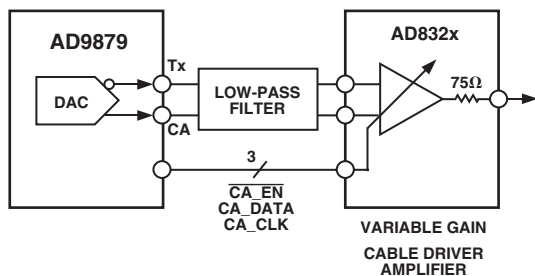 AD9879
AD832x
DAC
Tx
CA
LOW-PASS
FILTER
75Ω
3
CA_EN
CA_DATA
CA_CLK
VARIABLE GAIN
CABLE DRIVER
AMPLIFIER